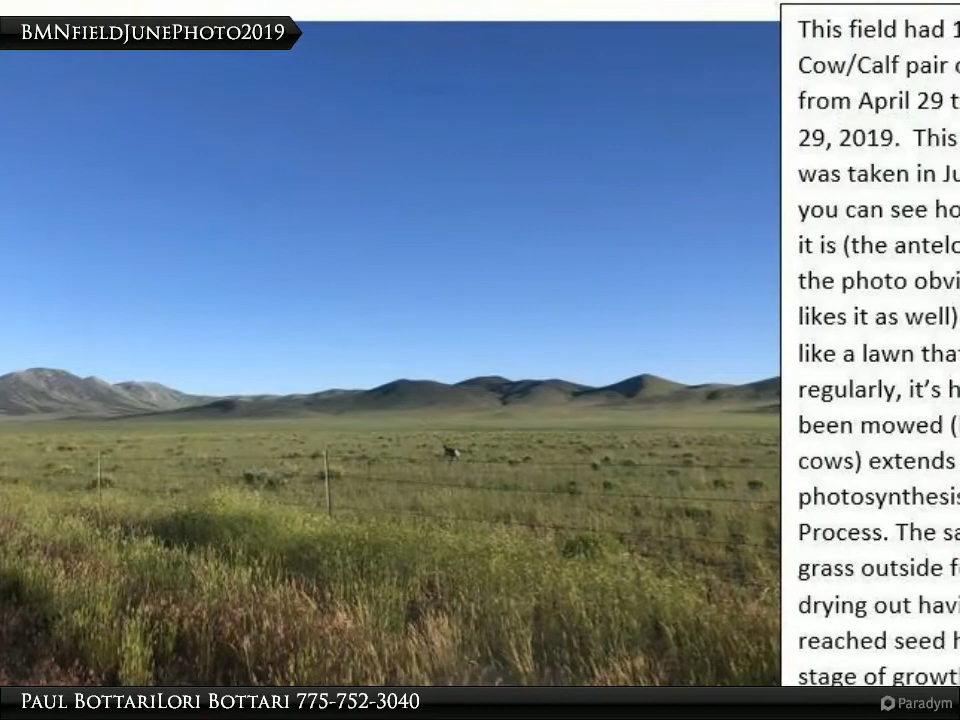 BMNfieldJunePhoto2019
This field had 1
Cow/Calf pair
from April 29 t
29, 2019. This
was taken in Ju
you can see ho
it is (the antelo
the photo obvi
likes it as well)
like a lawn that
regularly, it's h
been mowed (
cows) extends
photosynthesis
Process. The sa
grass outside f
drying out havi
reached seed h
stage of growt
Paul BottariLori Bottari 775-752-3040
Paradym